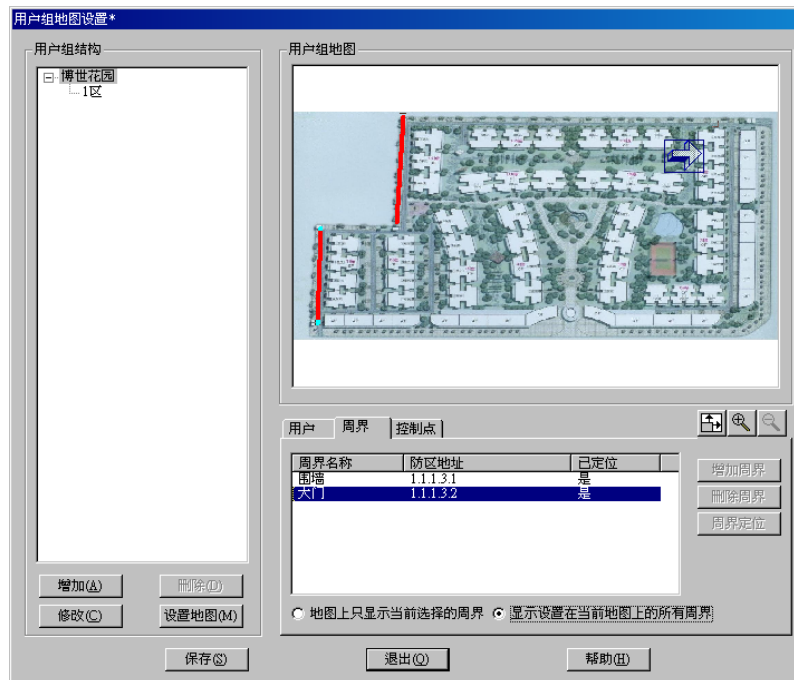 用户组地图设置*
用户组结构
博世花园
1区
增加(A)
删除(D)
修改(C)
设置地图(M)
用户组地图
用户
周界
控制点
周界名称
防区地址
已定位
围墙
1.1.1.3.1
是
大门
1.1.1.3.2
是
增加周界
删除周界
周界定位
地图上只显示当前选择的周界
显示设置在当前地图上的所有周界
保存(S)
退出(Q)
帮助(H)